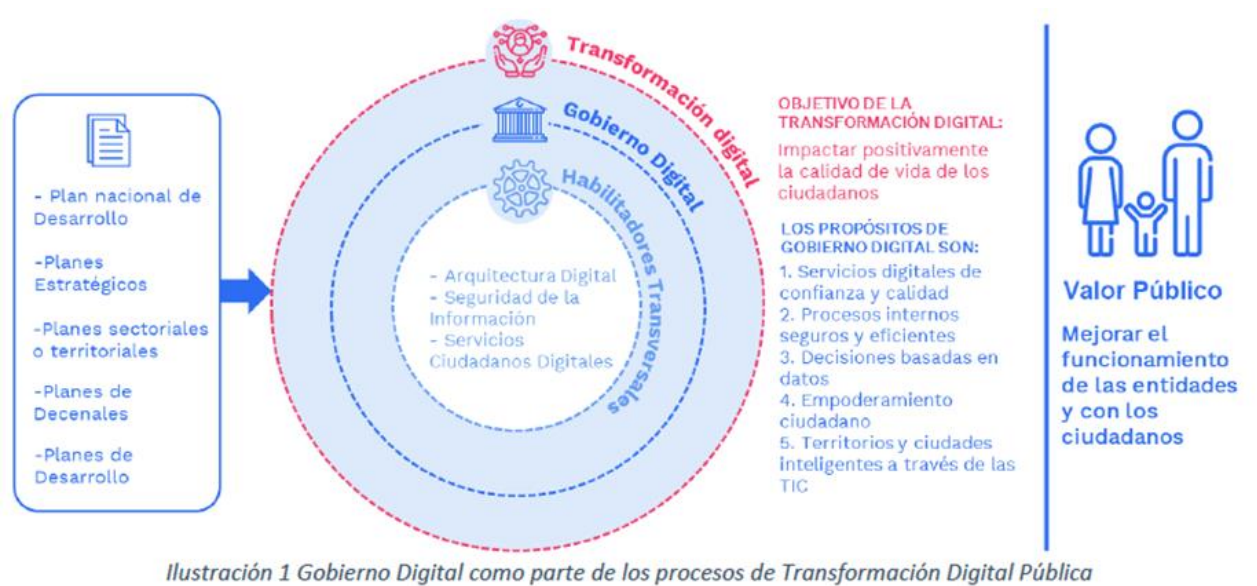 - Plan nacional de
Desarrollo
-Planes
Estratégicos
-Planes sectoriales
o territoriales
-Planes de
Decenales
-Planes de
Desarrollo
Transformación digital
Gobierno Digital
Habilitadores Transversales
- Arquitectura Digital
- Seguridad de la
Información
- Servicios
Ciudadanos Digitales
OBJETIVO DE LA
TRANSFORMACIÓN DIGITAL:
Impactar positivamente
la calidad de vida de los
ciudadanos
LOS PROPÓSITOS DE
GOBIERNO DIGITAL SON:
1. Servicios digitales de
confianza y calidad
2. Procesos internos
seguros y eficientes
3. Decisiones basadas en
datos
4. Empoderamiento
ciudadano
5. Territorios y ciudades
inteligentes a través de las
TIC
Valor Público
Mejorar el
funcionamiento
de las entidades
y con los
ciudadanos
Ilustración 1 Gobierno Digital como parte de los procesos de Transformación Digital Pública